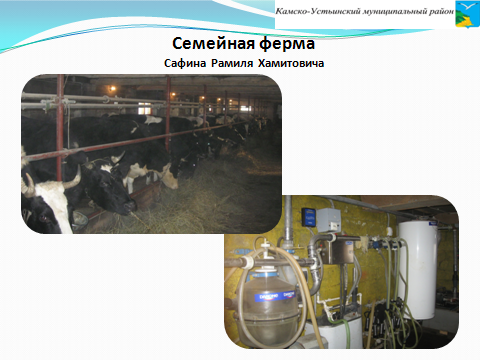 Камско-Устьинский муниципальный район
Семейная ферма
Сафина Рамиля Хамитовича